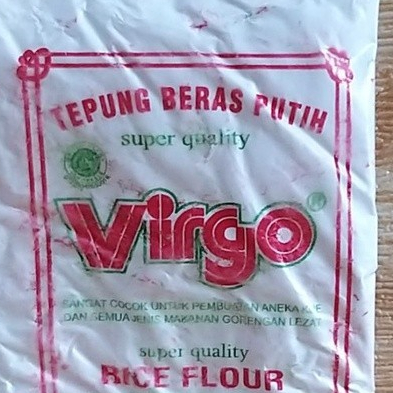 TEPUNG BERAS PUTIH
super quality
Virgo
SANGAT COCOK UNTUK PEMBUATAN ANEKA KUE
DAN SEMUA JENIS MAKANAN GORENGAN LEZAT
super quality
RICE FLOUR